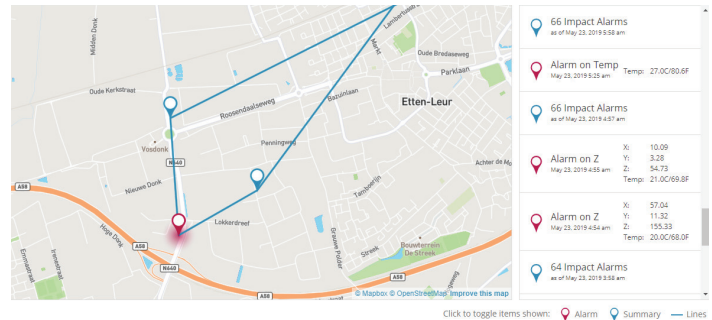 Midden Donk
Lambertusstr
Markt
Oude Bredaseweg
Parklaan
Oude Kerkstraat
Roosendaalseweg
Bazuinlaan
Etten-Leur
Vosdonk
Penningweg
N640
Achter de Mo
A58
Nieuwe Donk
Tamboerijn
Lokkerdreef
Hoge Donk
A58
Brauwe Polder
Streek
Bouwterrein
De Streek
Emmastraat
Irenestraat
N640
A58
A58
© Mapbox © OpenStreetMap Improve this map
66 Impact Alarms
as of May 23, 2019 5:58 am
Alarm on Temp
May 23, 2019 5:25 am
Temp: 27.0C/80.6F
66 Impact Alarms
as of May 23, 2019 4:57 am
Alarm on Z
May 23, 2019 4:55 am
X: 10.09
Y: 3.28
Z: 54.73
Temp: 21.0C/69.8F
Alarm on Z
May 23, 2019 4:54 am
X: 57.04
Y: 11.32
Z: 155.33
Temp: 20.0C/68.0F
64 Impact Alarms
as of May 23, 2019 3:58 am
Click to toggle items shown: Alarm Summary Lines